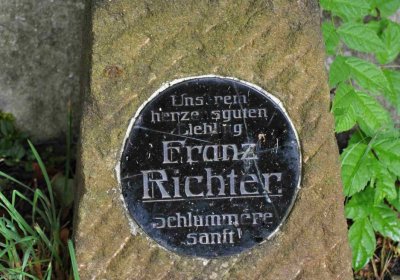 Unsrem
herzensguten
Liebling
Franz
Richter
schlummere
sanft!